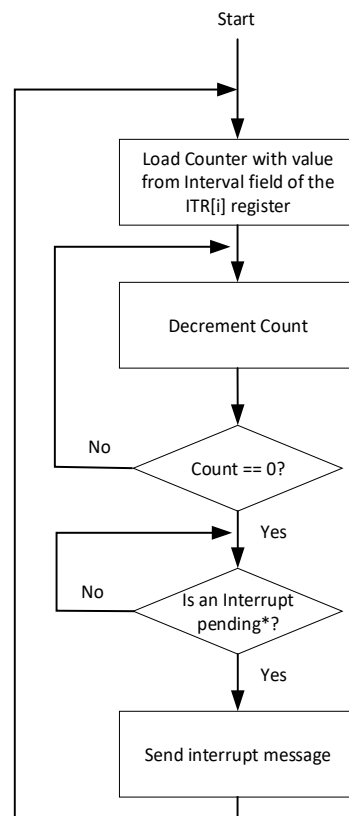 Start
Load Counter with value
from Interval field of the
ITR[i] register
Decrement Count
No
Count == 0?
Yes
No
Is an Interrupt
pending*?
Yes
Send interrupt message